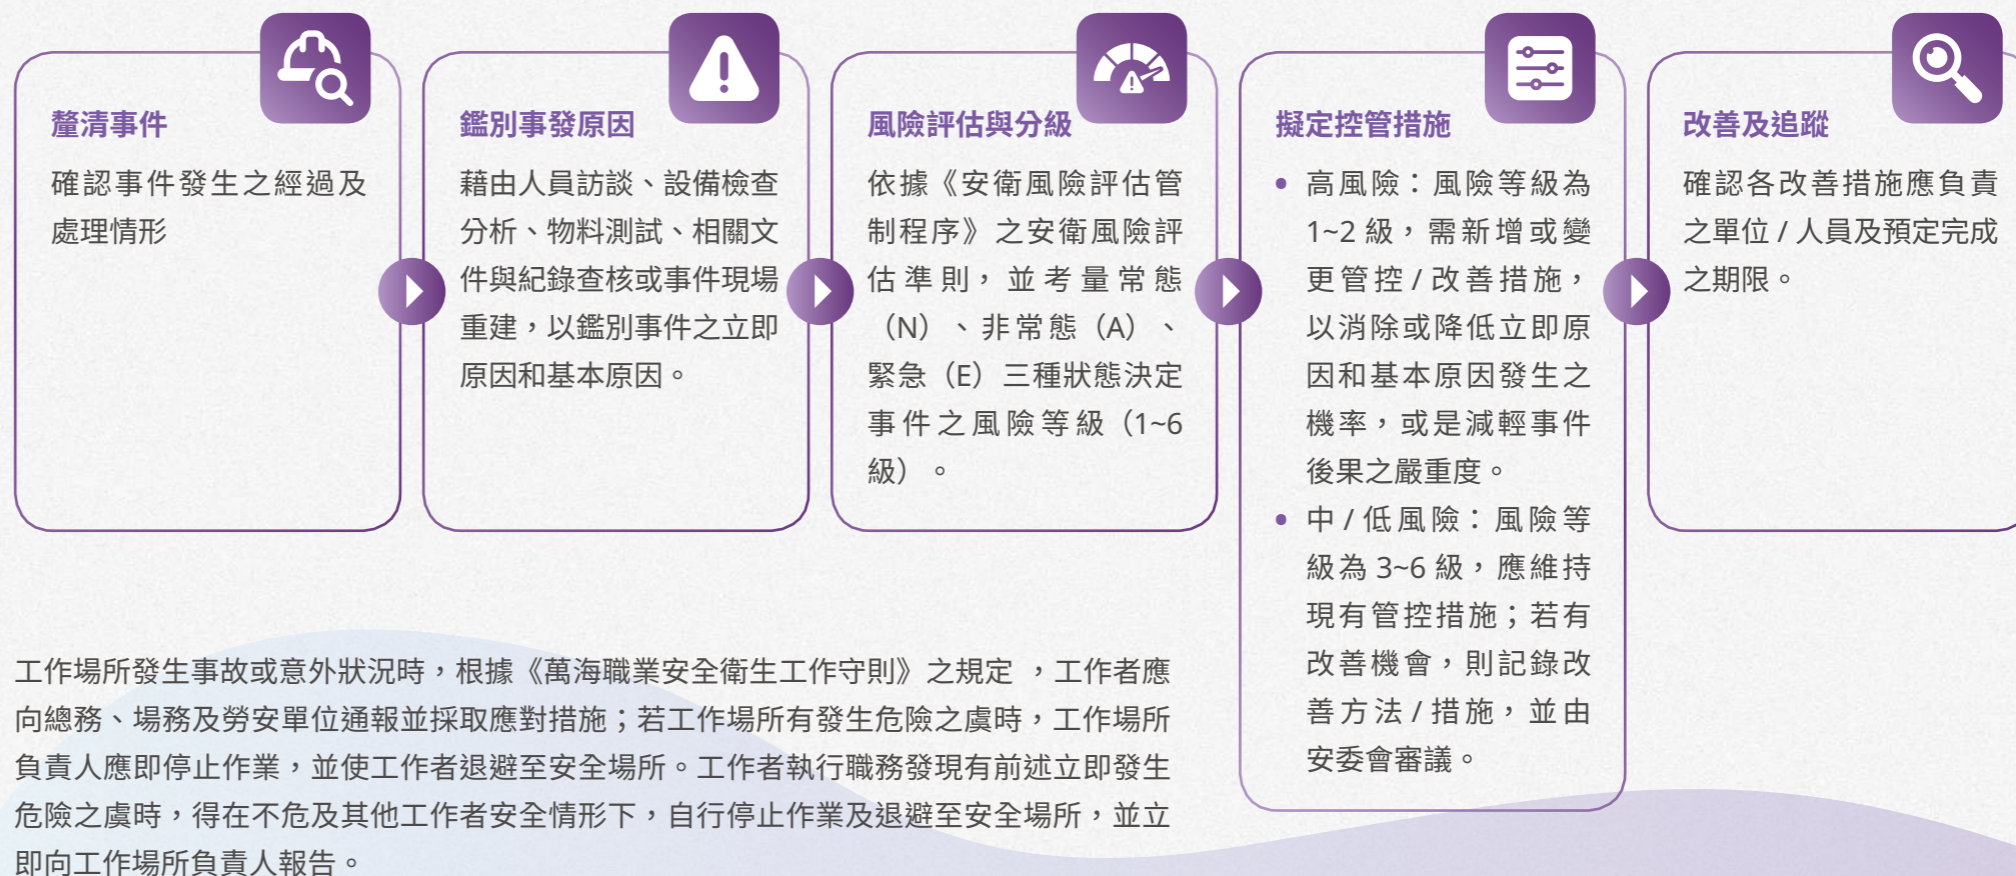 釐清事件
確認事件發生之經過及
處理情形
鑑別事發原因
藉由人員訪談、設備檢查
分析、物料測試、相關文
件與紀錄查核或事件現場
重建，以鑑別事件之立即
原因和基本原因。
風險評估與分級
依據《安衛風險評估管
制程序》之安衛風險評
估準則，並考量常態
（N）、非常態（A）、
緊急（E）三種狀態決定
事件之風險等級（1~6
級）。
擬定控管措施
• 高風險：風險等級為
1~2 級，需新增或變
更管控 / 改善措施，
以消除或降低立即原
因和基本原因發生之
機率，或是減輕事件
後果之嚴重度。
• 中 / 低風險：風險等
級為 3~6 級，應維持
現有管控措施；若有
改善機會，則記錄改
善方法 / 措施，並由
安委會審議。
改善及追蹤
確認各改善措施應負責
之單位 / 人員及預定完成
之期限。
工作場所發生事故或意外狀況時，根據《萬海職業安全衛生工作守則》之規定 ，工作者應
向總務、場務及勞安單位通報並採取應對措施；若工作場所有發生危險之虞時，工作場所
負責人應即停止作業，並使工作者退避至安全場所。工作者執行職務發現有前述立即發生
危險之虞時，得在不危及其他工作者安全情形下，自行停止作業及退避至安全場所，並立
即向工作場所負責人報告。